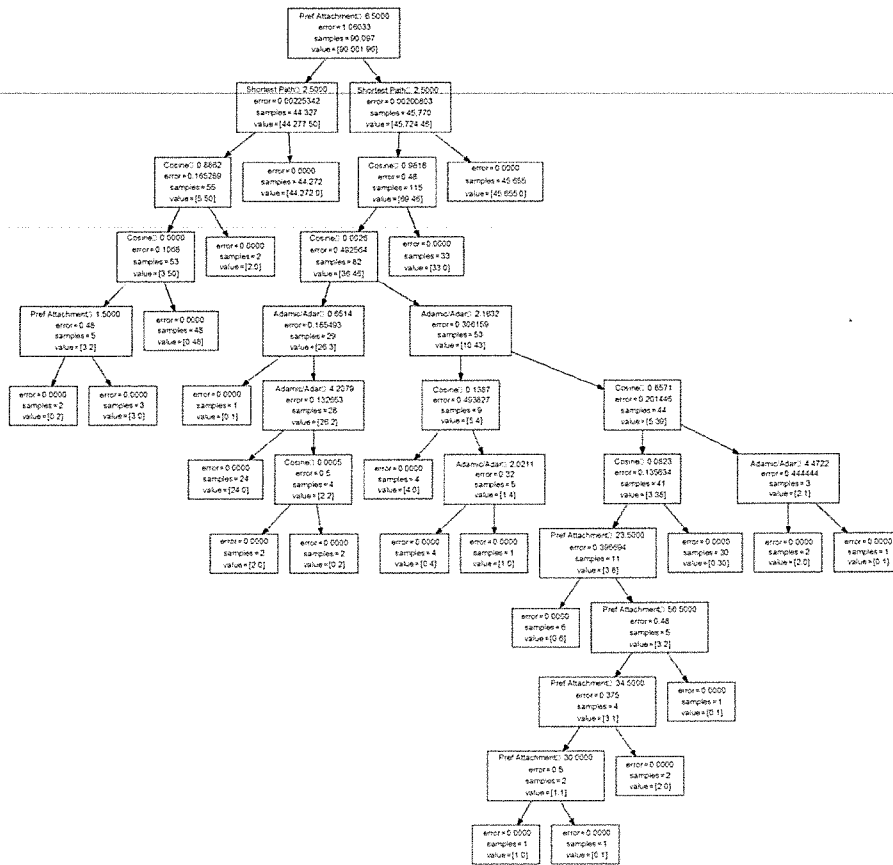 Pref Attachment⌷ 6.5000
error = 1.06033
samples = 90.097
value = [90.001 96]
Shortest Path⌷ 2.5000
error = 0.00225342
samples = 44.327
value = [44.277 50]
Shortest Path⌷ 2.5000
error = 0.00200803
samples = 45.770
value = [45.724 46]
Cosine⌷ 0.8862
error = 0.165289
samples = 55
value = [5.50]
error = 0.0000
samples = 44.272
value = [44.272 0]
Cosine⌷ 0.9816
error = 0.48
samples = 115
value = [69.46]
error = 0.0000
samples = 45.655
value = [45.655 0]
Cosine⌷ 0.0000
error = 0.1068
samples = 53
value = [3.50]
error = 0.0000
samples = 2
value = [2.0]
Cosine⌷ 0.0026
error = 0.492564
samples = 82
value = [36.46]
error = 0.0000
samples = 33
value = [33.0]
Pref Attachment⌷ 1.5000
error = 0.48
samples = 5
value = [3.2]
error = 0.0000
samples = 48
value = [0.48]
Adamic/Adar⌷ 0.6514
error = 0.185493
samples = 29
value = [26.3]
Adamic/Adar⌷ 2.1632
error = 0.306159
samples = 53
value = [10.43]
error = 0.0000
samples = 2
value = [0.2]
error = 0.0000
samples = 3
value = [3.0]
error = 0.0000
samples = 1
value = [0.1]
Adamic/Adar⌷ 4.2079
error = 0.132653
samples = 28
value = [26.2]
Cosine⌷ 0.1387
error = 0.493827
samples = 9
value = [5.4]
Cosine⌷ 0.6571
error = 0.201446
samples = 44
value = [5.39]
error = 0.0000
samples = 24
value = [24.0]
Cosine⌷ 0.0005
error = 0.5
samples = 4
value = [2.2]
error = 0.0000
samples = 4
value = [4.0]
Adamic/Adar⌷ 2.0211
error = 0.32
samples = 5
value = [1.4]
Cosine⌷ 0.0823
error = 0.135634
samples = 41
value = [3.38]
Adamic/Adar⌷ 4.4722
error = 0.444444
samples = 3
value = [2.1]
error = 0.0000
samples = 2
value = [2.0]
error = 0.0000
samples = 2
value = [0.2]
error = 0.0000
samples = 4
value = [0.4]
error = 0.0000
samples = 1
value = [1.0]
Pref Attachment⌷ 23.5000
error = 0.396694
samples = 11
value = [3.8]
error = 0.0000
samples = 30
value = [0.30]
error = 0.0000
samples = 2
value = [2.0]
error = 0.0000
samples = 1
value = [0.1]
error = 0.0000
samples = 6
value = [0.6]
Pref Attachment⌷ 56.5000
error = 0.48
samples = 5
value = [3.2]
Pref Attachment⌷ 34.5000
error = 0.375
samples = 4
value = [3.1]
error = 0.0000
samples = 1
value = [0.1]
Pref Attachment⌷ 30.0000
error = 0.5
samples = 2
value = [1.1]
error = 0.0000
samples = 2
value = [2.0]
error = 0.0000
samples = 1
value = [1.0]
error = 0.0000
samples = 1
value = [0.1]